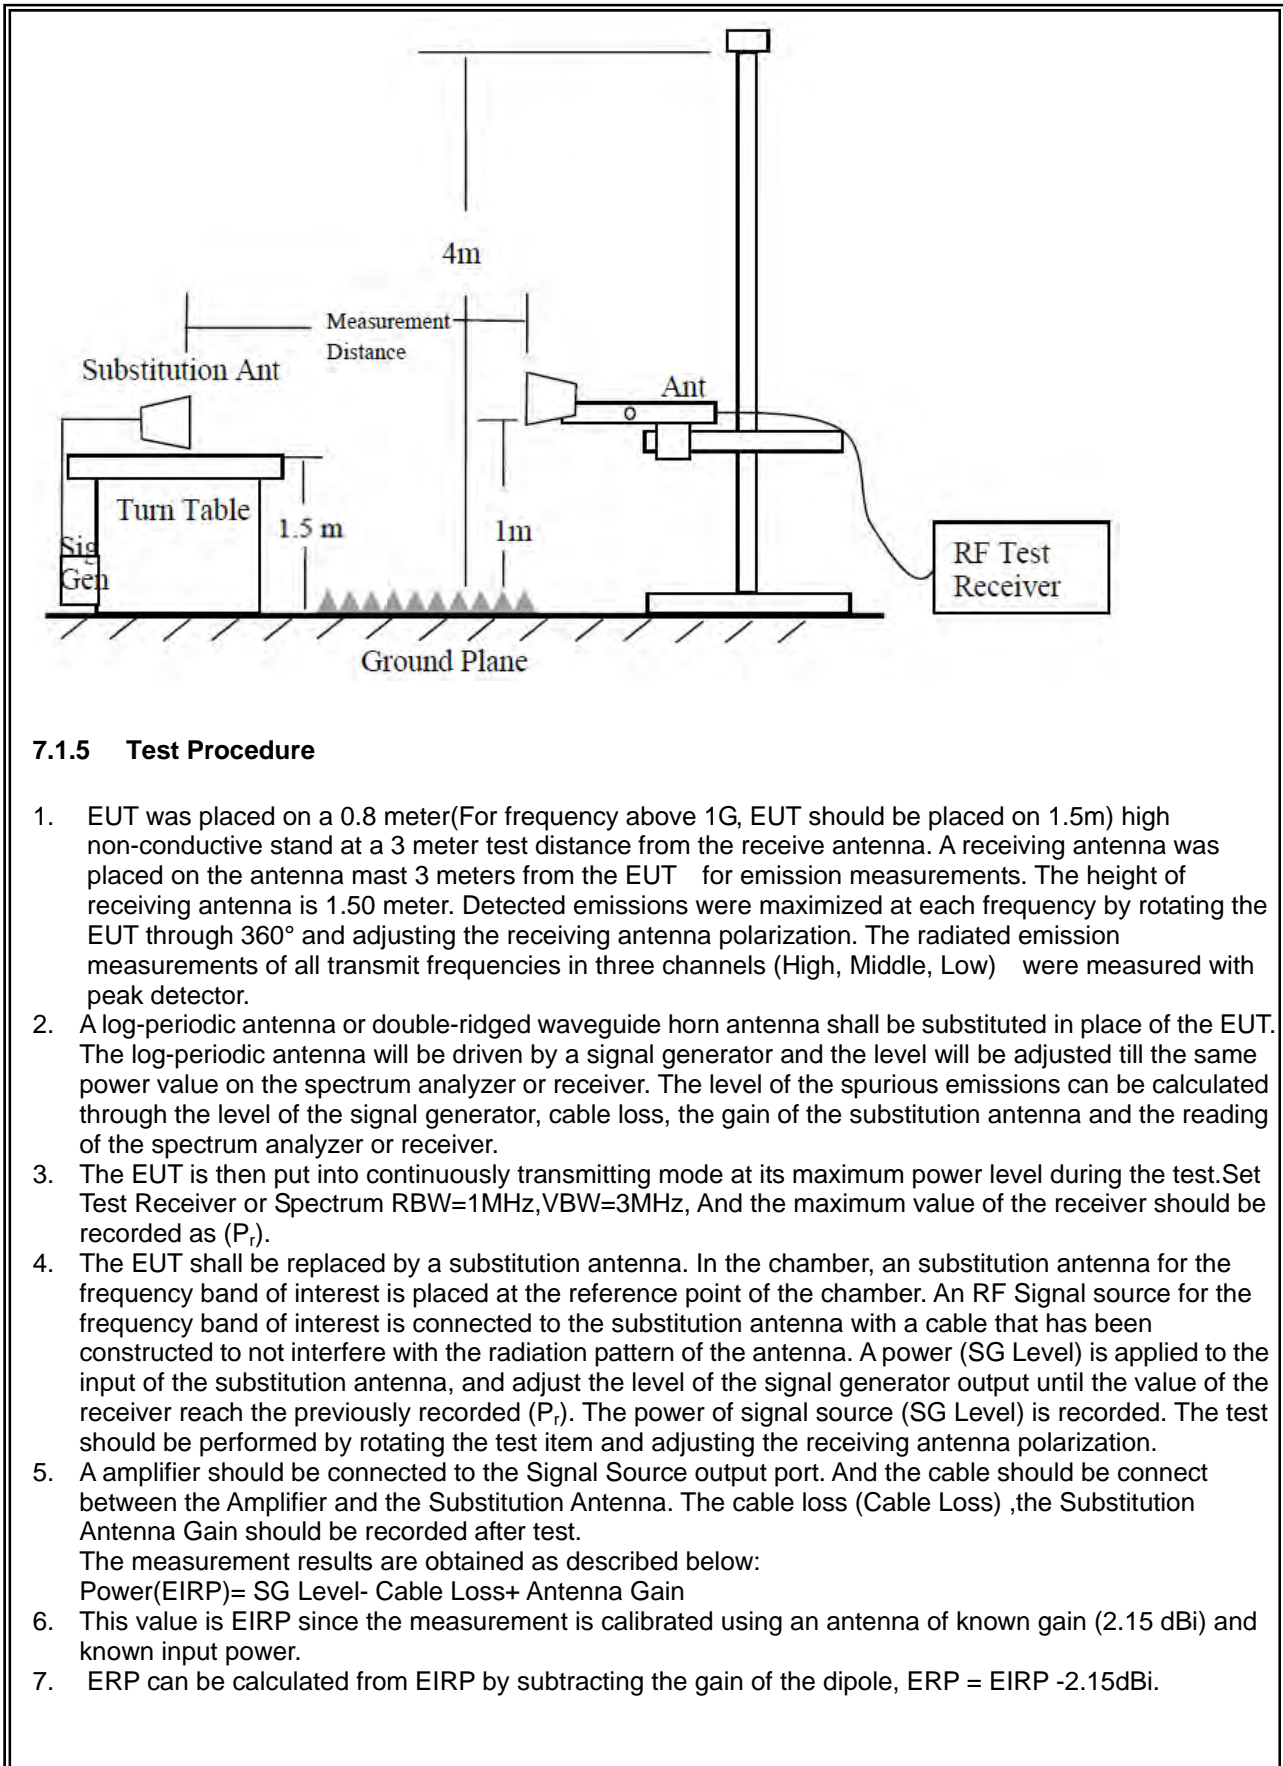 4m
Measurement
Distance
Substitution Ant
Ant
Turn Table
1.5 m
1m
Sig
Gen
RF Test
Receiver
Ground Plane
7.1.5 Test Procedure
1. EUT was placed on a 0.8 meter(For frequency above 1G, EUT should be placed on 1.5m) high
non-conductive stand at a 3 meter test distance from the receive antenna. A receiving antenna was
placed on the antenna mast 3 meters from the EUT for emission measurements. The height of
receiving antenna is 1.50 meter. Detected emissions were maximized at each frequency by rotating the
EUT through 360° and adjusting the receiving antenna polarization. The radiated emission
measurements of all transmit frequencies in three channels (High, Middle, Low) were measured with
peak detector.
2. A log-periodic antenna or double-ridged waveguide horn antenna shall be substituted in place of the EUT.
The log-periodic antenna will be driven by a signal generator and the level will be adjusted till the same
power value on the spectrum analyzer or receiver. The level of the spurious emissions can be calculated
through the level of the signal generator, cable loss, the gain of the substitution antenna and the reading
of the spectrum analyzer or receiver.
3. The EUT is then put into continuously transmitting mode at its maximum power level during the test.Set
Test Receiver or Spectrum RBW=1MHz,VBW=3MHz, And the maximum value of the receiver should be
recorded as (Pr).
4. The EUT shall be replaced by a substitution antenna. In the chamber, an substitution antenna for the
frequency band of interest is placed at the reference point of the chamber. An RF Signal source for the
frequency band of interest is connected to the substitution antenna with a cable that has been
constructed to not interfere with the radiation pattern of the antenna. A power (SG Level) is applied to the
input of the substitution antenna, and adjust the level of the signal generator output until the value of the
receiver reach the previously recorded (Pr). The power of signal source (SG Level) is recorded. The test
should be performed by rotating the test item and adjusting the receiving antenna polarization.
5. A amplifier should be connected to the Signal Source output port. And the cable should be connect
between the Amplifier and the Substitution Antenna. The cable loss (Cable Loss) ,the Substitution
Antenna Gain should be recorded after test.
The measurement results are obtained as described below:
Power(EIRP)= SG Level- Cable Loss+ Antenna Gain
6. This value is EIRP since the measurement is calibrated using an antenna of known gain (2.15 dBi) and
known input power.
7. ERP can be calculated from EIRP by subtracting the gain of the dipole, ERP = EIRP -2.15dBi.